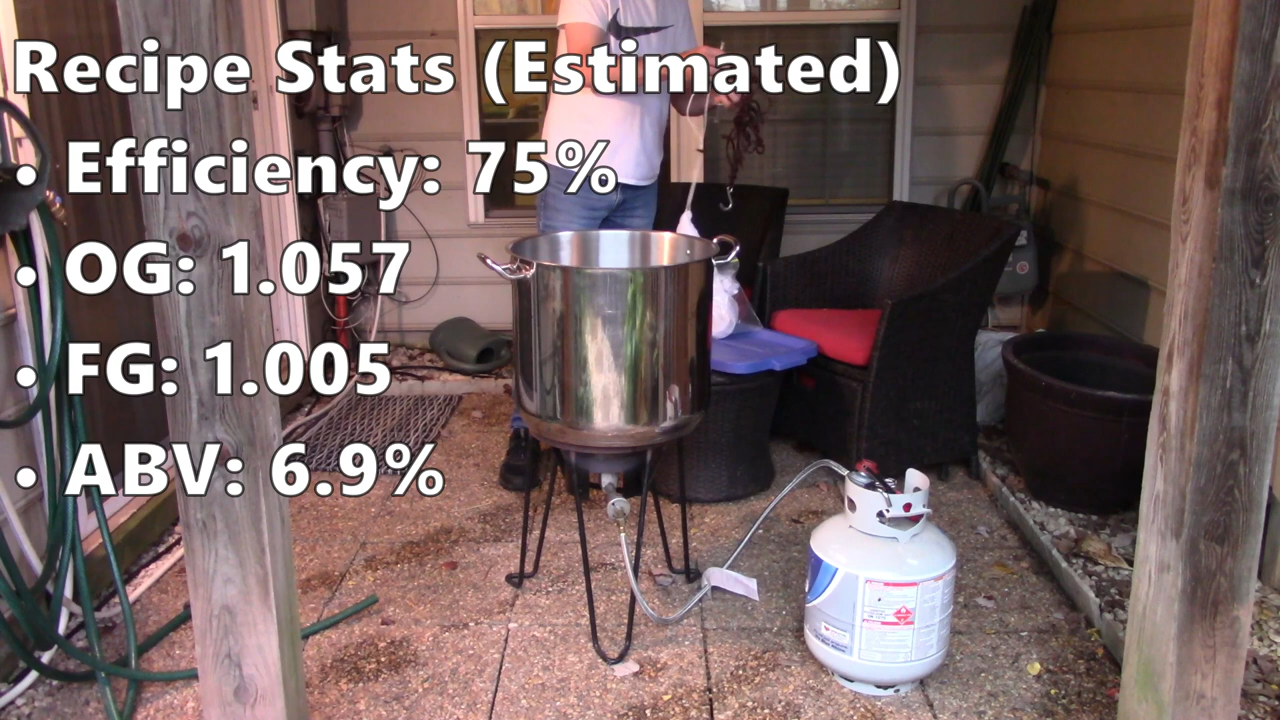 Recipe Stats (Estimated)
• Efficiency: 75%
• OG: 1.057
• FG: 1.005
• ABV: 6.9%